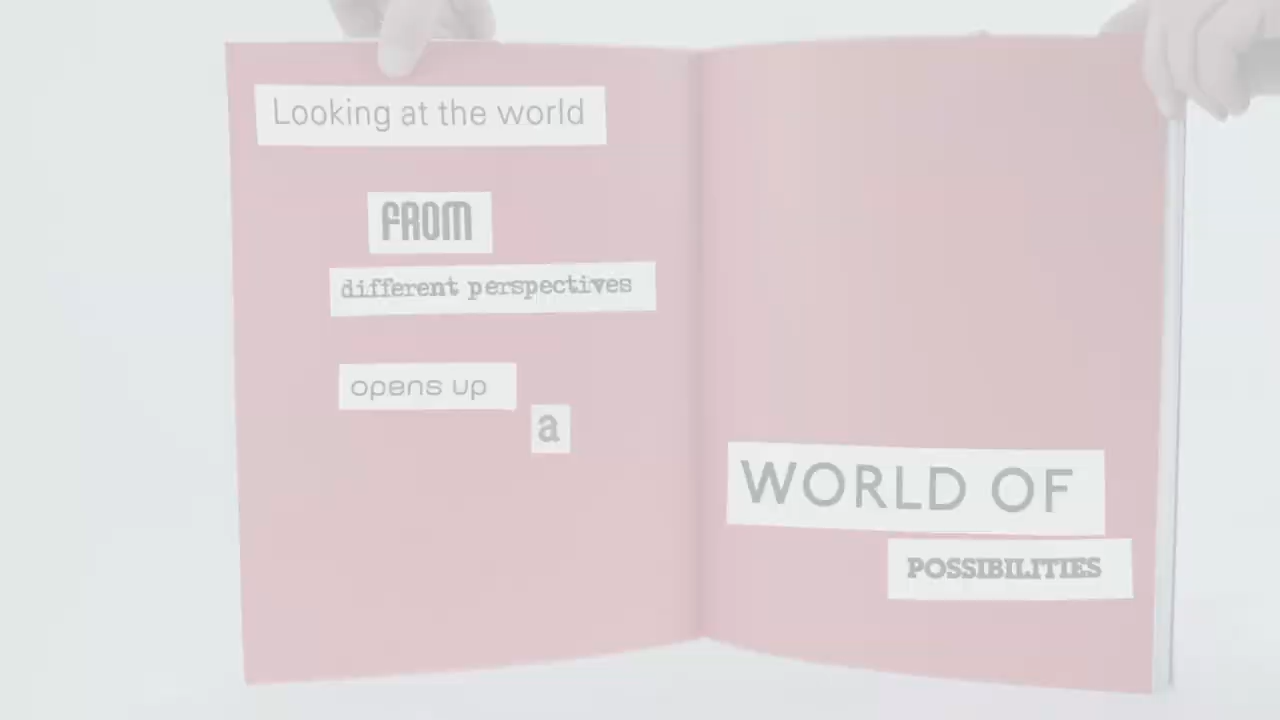 Looking at the world
FROM
different perspectives
opens up
a
WORLD OF
POSSIBILITIES